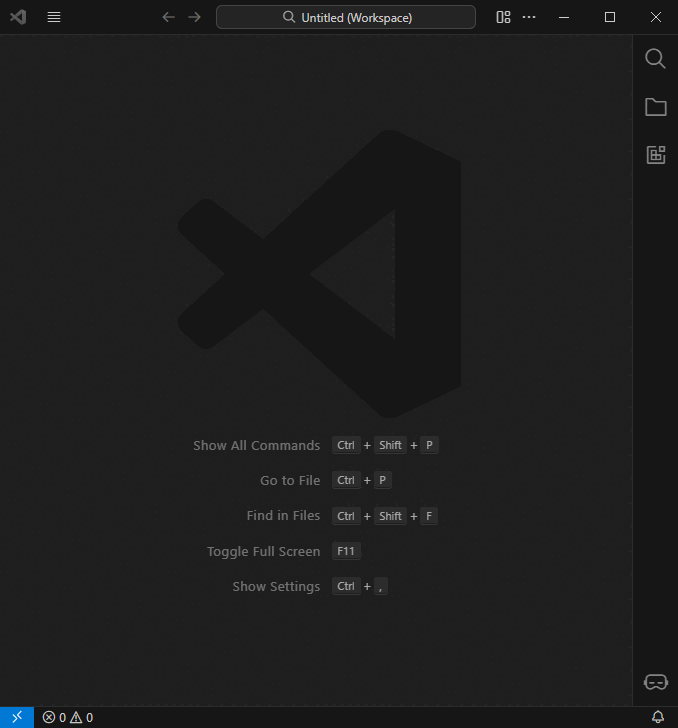 Untitled (Workspace)
Show All Commands Ctrl + Shift + P
Go to File Ctrl + P
Find in Files Ctrl + Shift + F
Toggle Full Screen F11
Show Settings Ctrl + ,
0 0